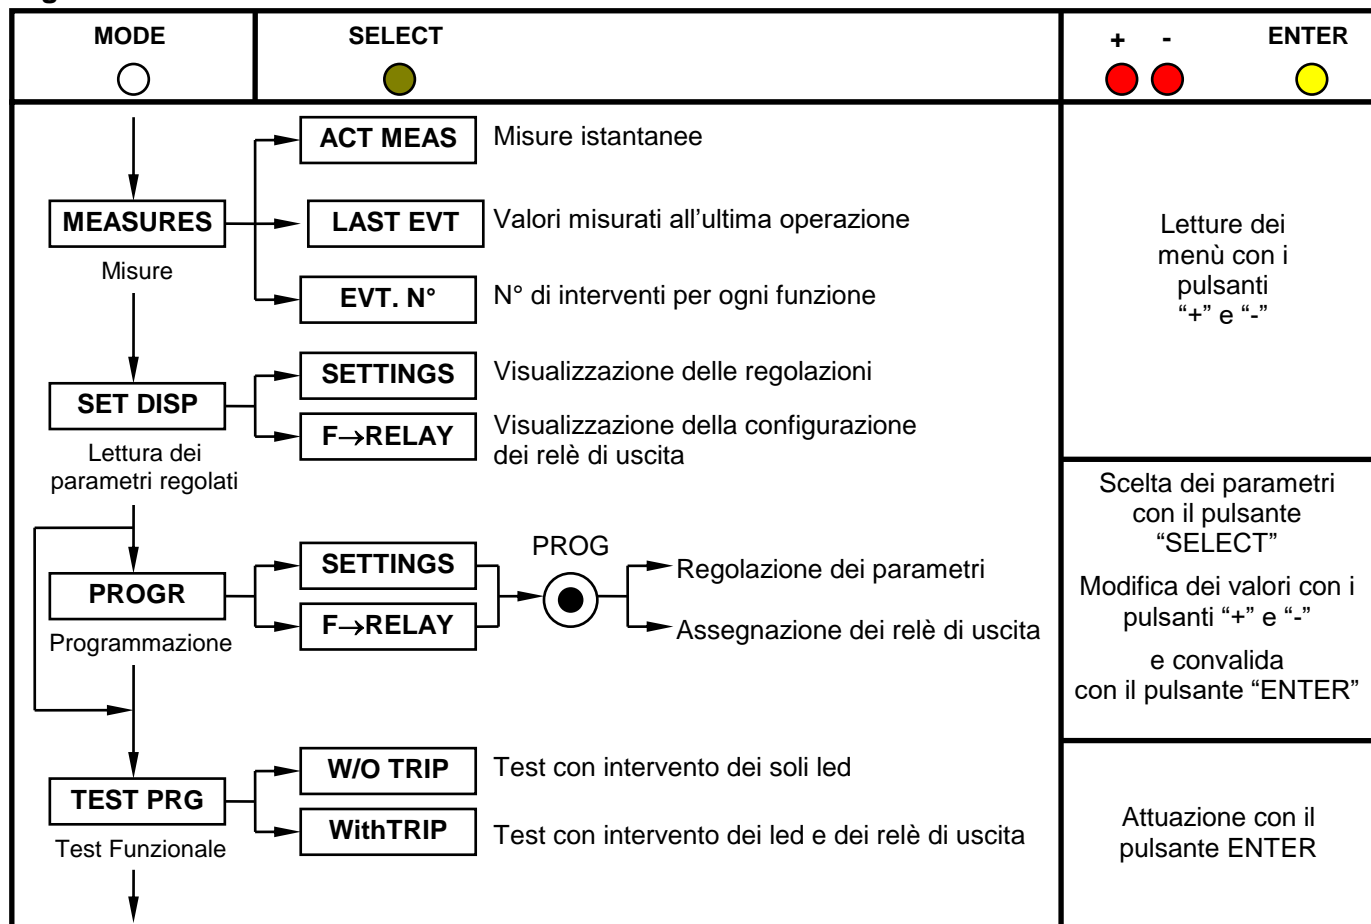 MODE
SELECT
+ -
ENTER
ACT MEAS
Misure istantanee
MEASURES
LAST EVT
Valori misurati all’ultima operazione
Misure
EVT. N°
N° di interventi per ogni funzione
Letture dei
menù con i
pulsanti
“+” e “-”
SET DISP
SETTINGS
Visualizzazione delle regolazioni
F→RELAY
Visualizzazione della configurazione
dei relè di uscita
Lettura dei
parametri regolati
PROGR
Programmazione
SETTINGS
F→RELAY
PROG
Regolazione dei parametri
Assegnazione dei relè di uscita
Scelta dei parametri
con il pulsante
“SELECT”
Modifica dei valori con i
pulsanti “+” e “-”
e convalida
con il pulsante “ENTER”
TEST PRG
Test Funzionale
W/O TRIP
Test con intervento dei soli led
WithTRIP
Test con intervento dei led e dei relè di uscita
Attuazione con il
pulsante ENTER